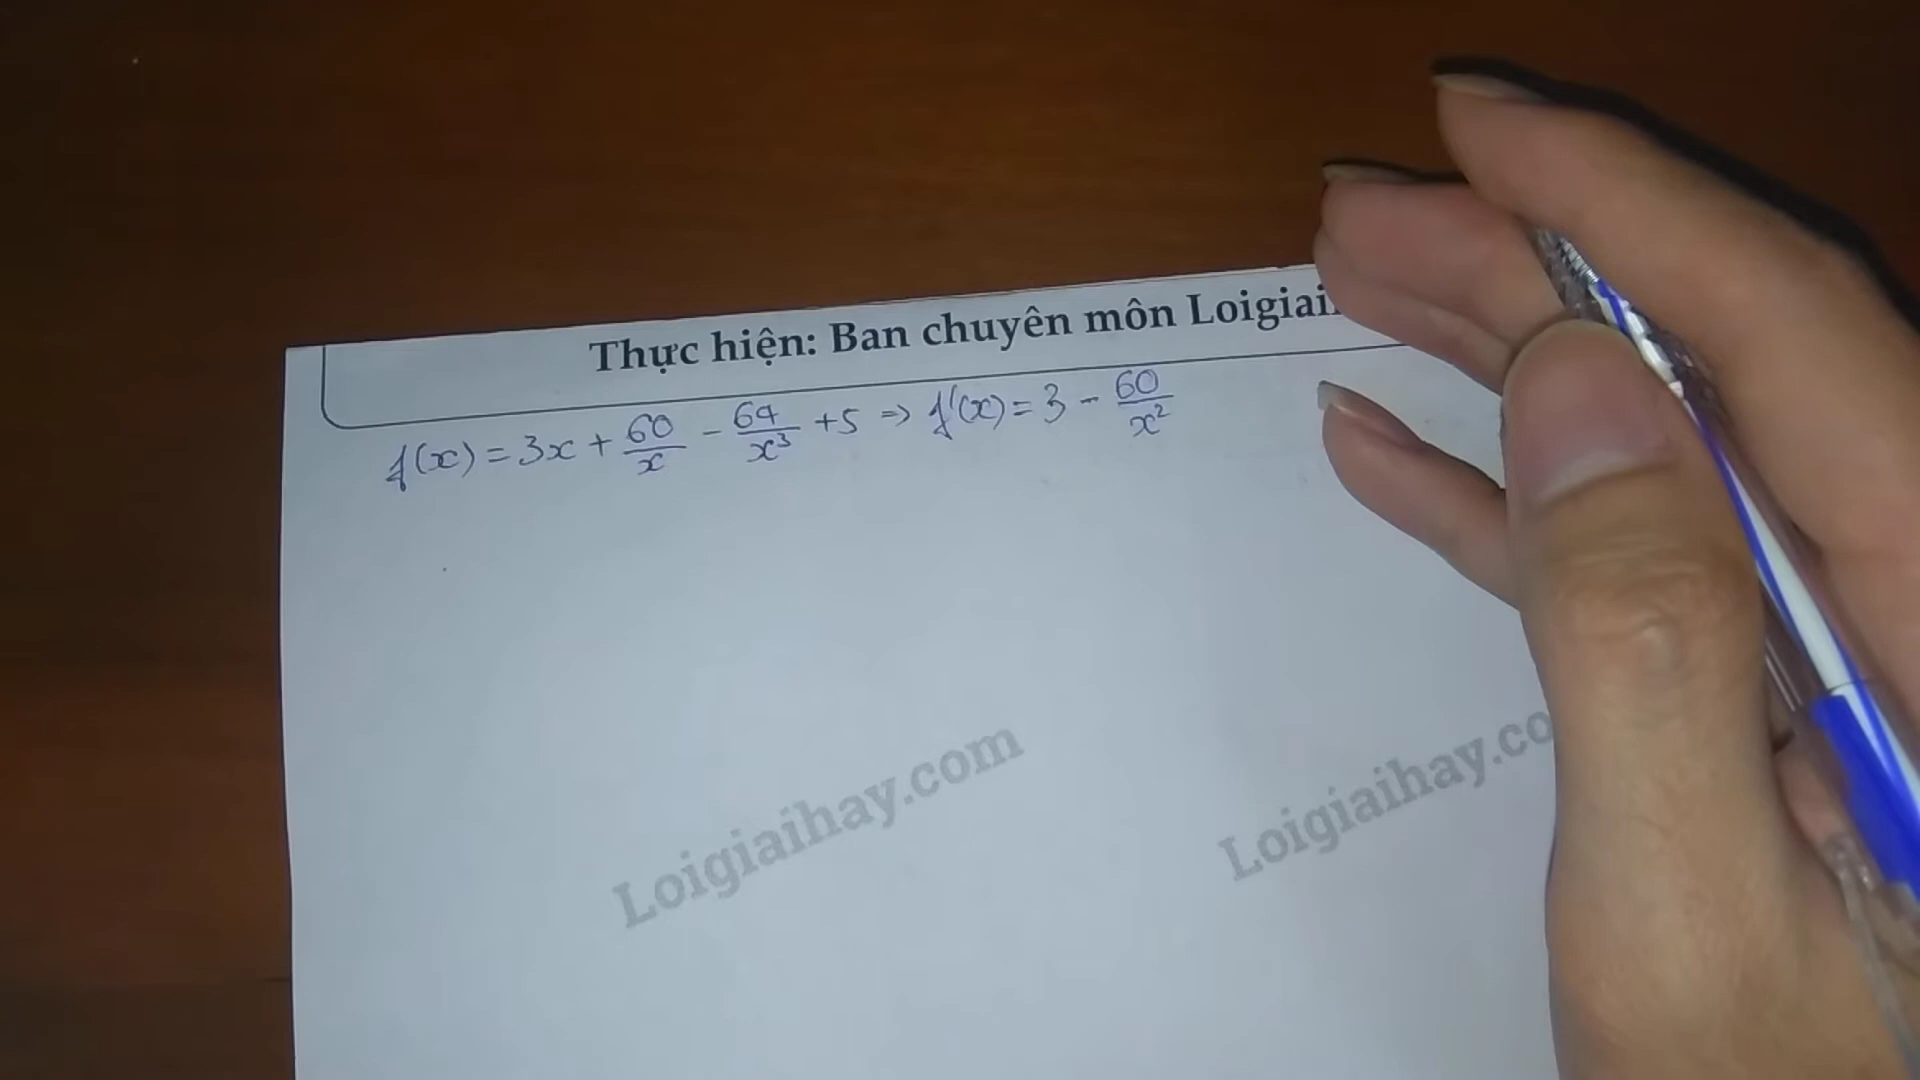 Thực hiện: Ban chuyên môn Loigiai
f(x) = 3x + 60/x - 64/x³ + 5 => f'(x) = 3 - 60/x²
Loigiaihay.com
Loigiaihay.co